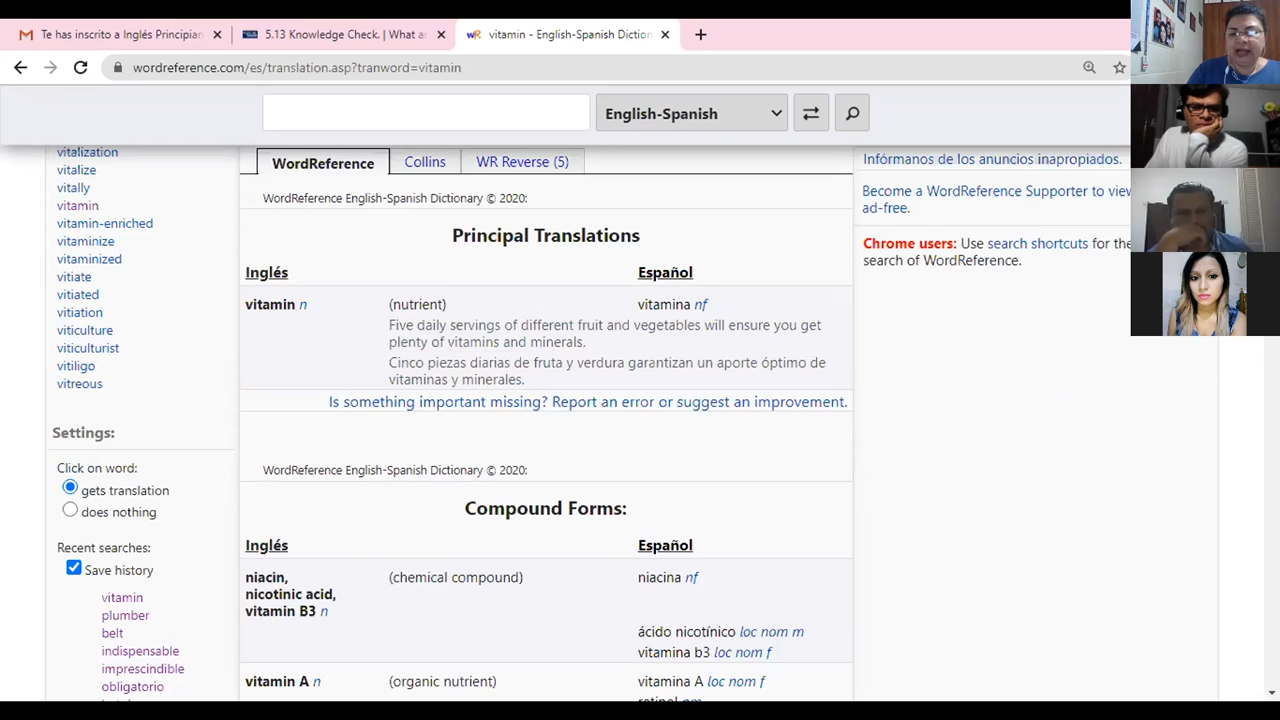 Te has inscrito a Inglés Principian
5.13 Knowledge Check. | What a
vitamin - English-Spanish Diction
wordreference.com/es/translation.asp?tranword=vitamin
English-Spanish
vitalization
vitalize
vitally
vitamin
vitamin-enriched
vitaminize
vitaminized
vitiate
vitiated
vitiation
viticulture
viticulturist
vitiligo
vitreous
Settings:
Click on word:
gets translation
does nothing
Recent searches:
Save history
vitamin
plumber
belt
indispensable
imprescindible
obligatorio
WordReference Collins WR Reverse (5)
WordReference English-Spanish Dictionary © 2020:
Principal Translations
Inglés Español
vitamin n (nutrient) vitamina nf
Five daily servings of different fruit and vegetables will ensure you get
plenty of vitamins and minerals.
Cinco piezas diarias de fruta y verdura garantizan un aporte óptimo de
vitaminas y minerales.
Is something important missing? Report an error or suggest an improvement.
WordReference English-Spanish Dictionary © 2020:
Compound Forms:
Inglés Español
niacin, (chemical compound) niacina nf
nicotinic acid,
vitamin B3 n
ácido nicotínico loc nom m
vitamina b3 loc nom f
vitamin A n (organic nutrient) vitamina A loc nom f
retinol nm
Infórmanos de los anuncios inapropiados.
Become a WordReference Supporter to view
ad-free.
Chrome users: Use search shortcuts for the
search of WordReference.